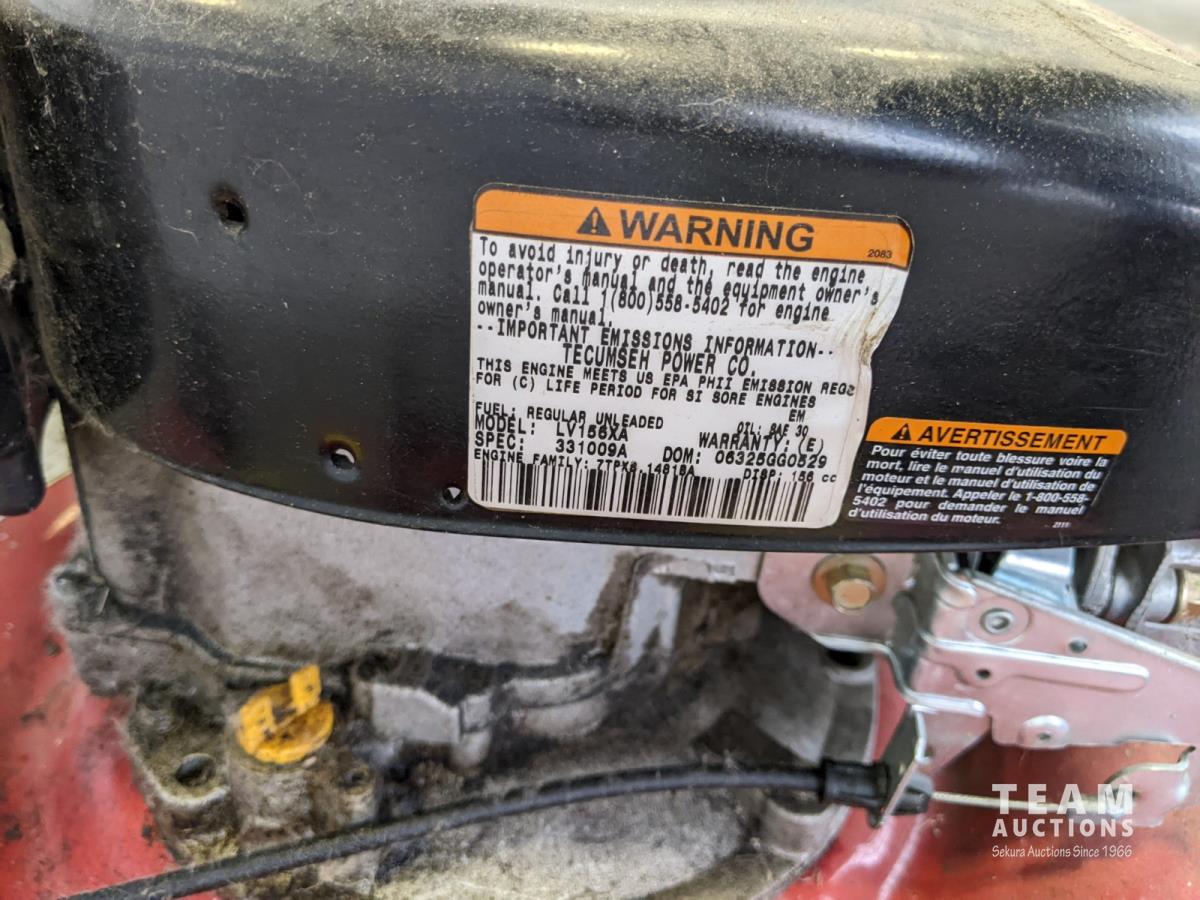 WARNING
2083
To avoid injury or death, read the engine
operator's manual and the equipment owner's
manual. Call 1(800)558-5402 for engine
owner's manual.
--IMPORTANT EMISSIONS INFORMATION--
TECUMSEH POWER CO.
THIS ENGINE MEETS US EPA PHII EMISSION REGS
FOR (C) LIFE PERIOD FOR SI SORE ENGINES
EM
FUEL: REGULAR UNLEADED OIL: SAE 30
MODEL: LV156XA WARRANTY: (E)
SPEC: 331009A DOM: 06325GG0529
ENGINE FAMILY: 7TPXS.1481BA DISP: 156 cc
AVERTISSEMENT
Pour éviter toute blessure voire la
mort, lire le manuel d'utilisation du
moteur et le manuel d'utilisation de
l'équipement. Appeler le 1-800-558-
5402 pour demander le manuel
d'utilisation du moteur.
TEAM
AUCTIONS
Sekura Auctions Since 1966